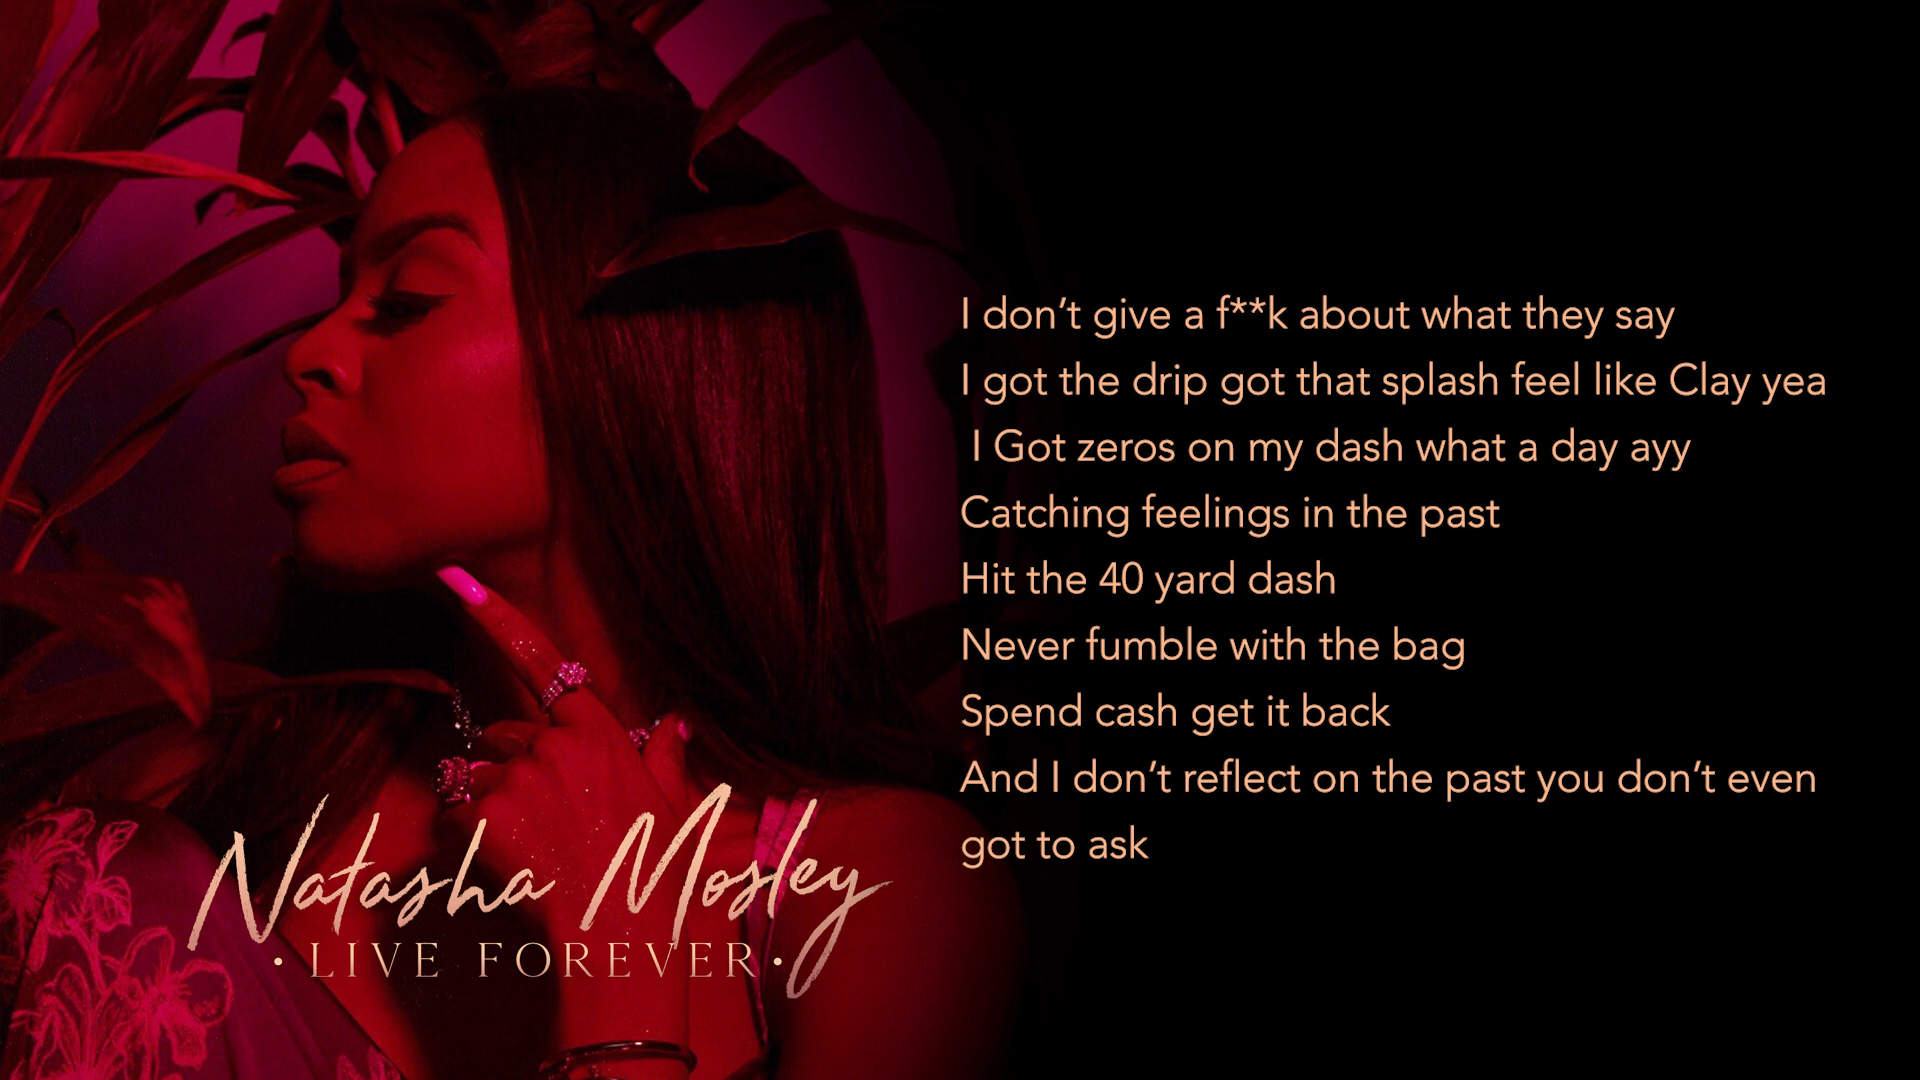 Natasha Mosley
• LIVE FOREVER •
I don’t give a f**k about what they say
I got the drip got that splash feel like Clay yea
I Got zeros on my dash what a day ayy
Catching feelings in the past
Hit the 40 yard dash
Never fumble with the bag
Spend cash get it back
And I don’t reflect on the past you don’t even
got to ask